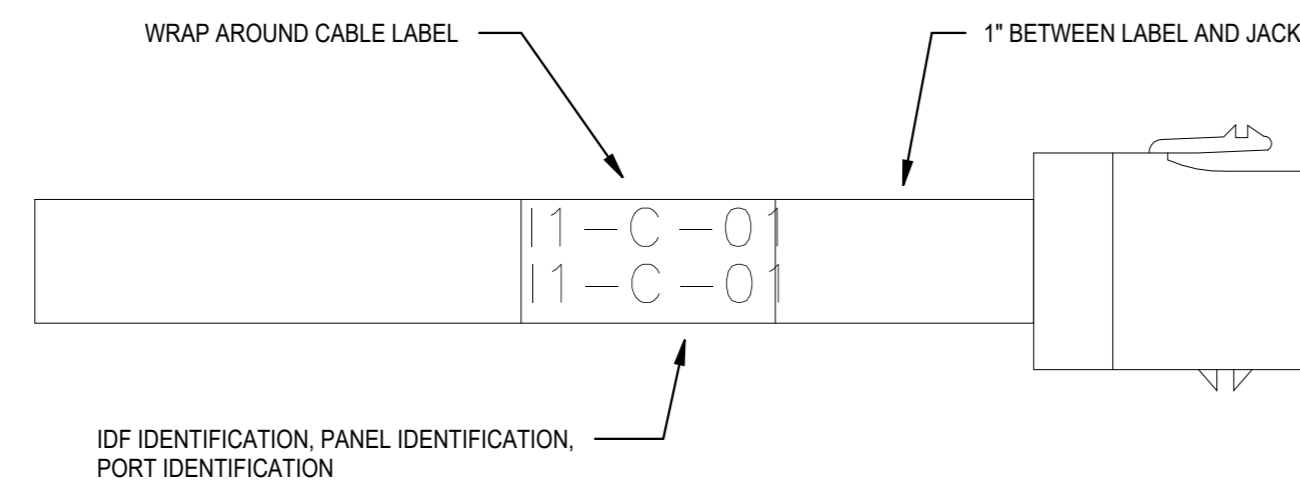 WRAP AROUND CABLE LABEL
1" BETWEEN LABEL AND JACK
I1-C-01
I1-C-01
IDF IDENTIFICATION, PANEL IDENTIFICATION,
PORT IDENTIFICATION